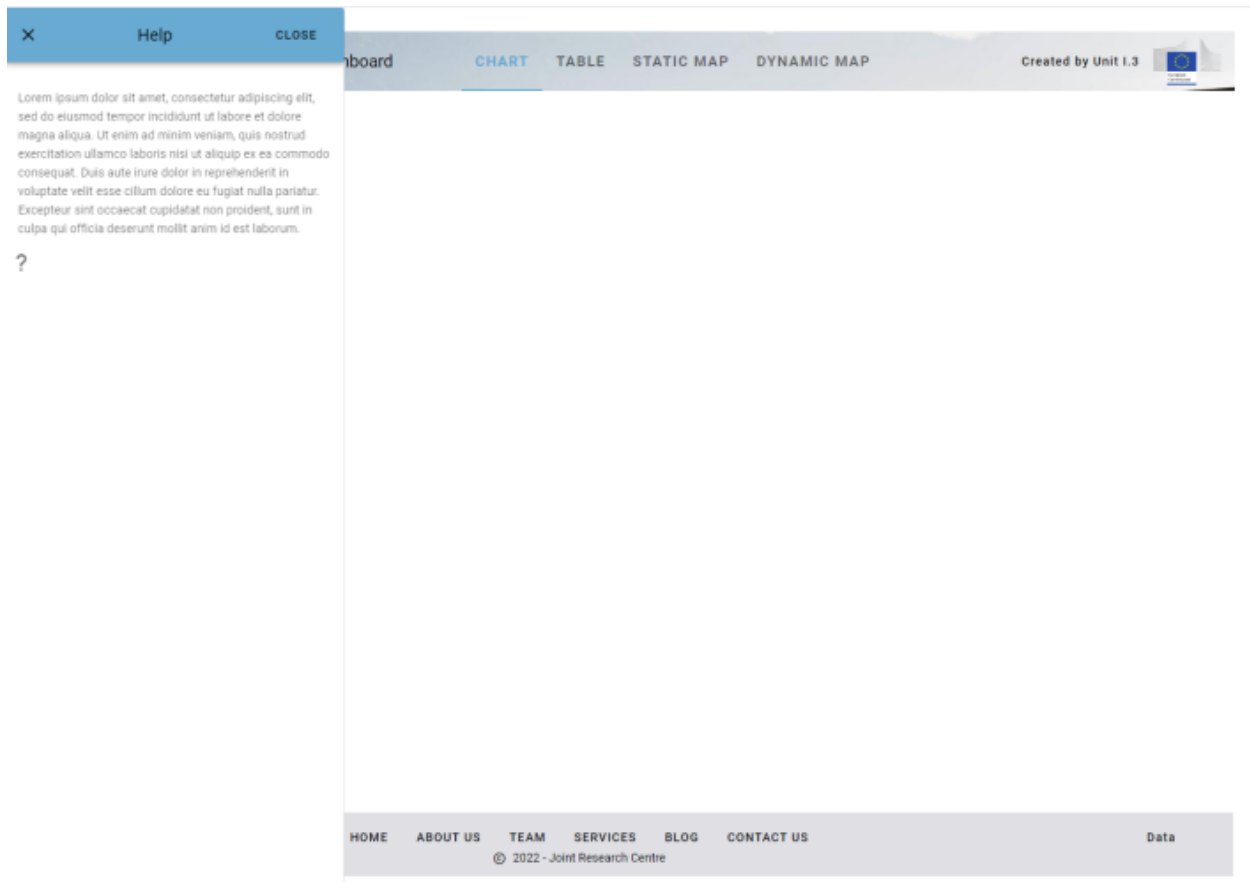 Help
CLOSE
Lorem ipsum dolor sit amet, consectetur adipiscing elit,
sed do eiusmod tempor incididunt ut labore et dolore
magna aliqua. Ut enim ad minim veniam, quis nostrud
exercitation ullamco laboris nisi ut aliquip ex ea commodo
consequat. Duis aute irure dolor in reprehenderit in
voluptate velit esse cillum dolore eu fugiat nulla pariatur.
Excepteur sint occaecat cupidatat non proident, sunt in
culpa qui officia deserunt mollit anim id est laborum.
?
board
CHART TABLE STATIC MAP DYNAMIC MAP
Created by Unit I.3
HOME ABOUT US TEAM SERVICES BLOG CONTACT US
© 2022 - Joint Research Centre
Data